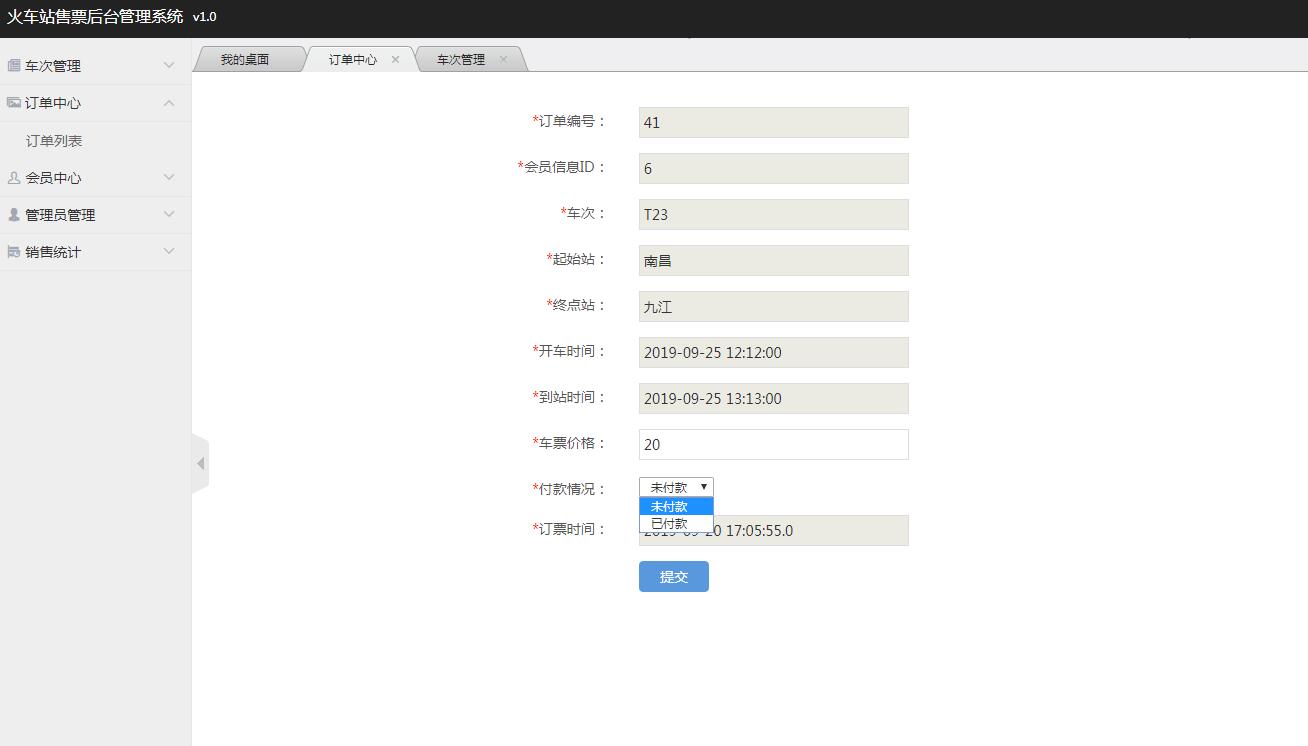 火车站售票后台管理系统 v1.0
我的桌面 订单中心 车次管理
车次管理
订单中心
订单列表
会员中心
管理员管理
销售统计
*订单编号： 41
*会员信息ID： 6
*车次： T23
*起始站： 南昌
*终点站： 九江
*开车时间： 2019-09-25 12:12:00
*到站时间： 2019-09-25 13:13:00
*车票价格： 20
*付款情况： 未付款
未付款
已付款
*订票时间： 2019-09-20 17:05:55.0
提交